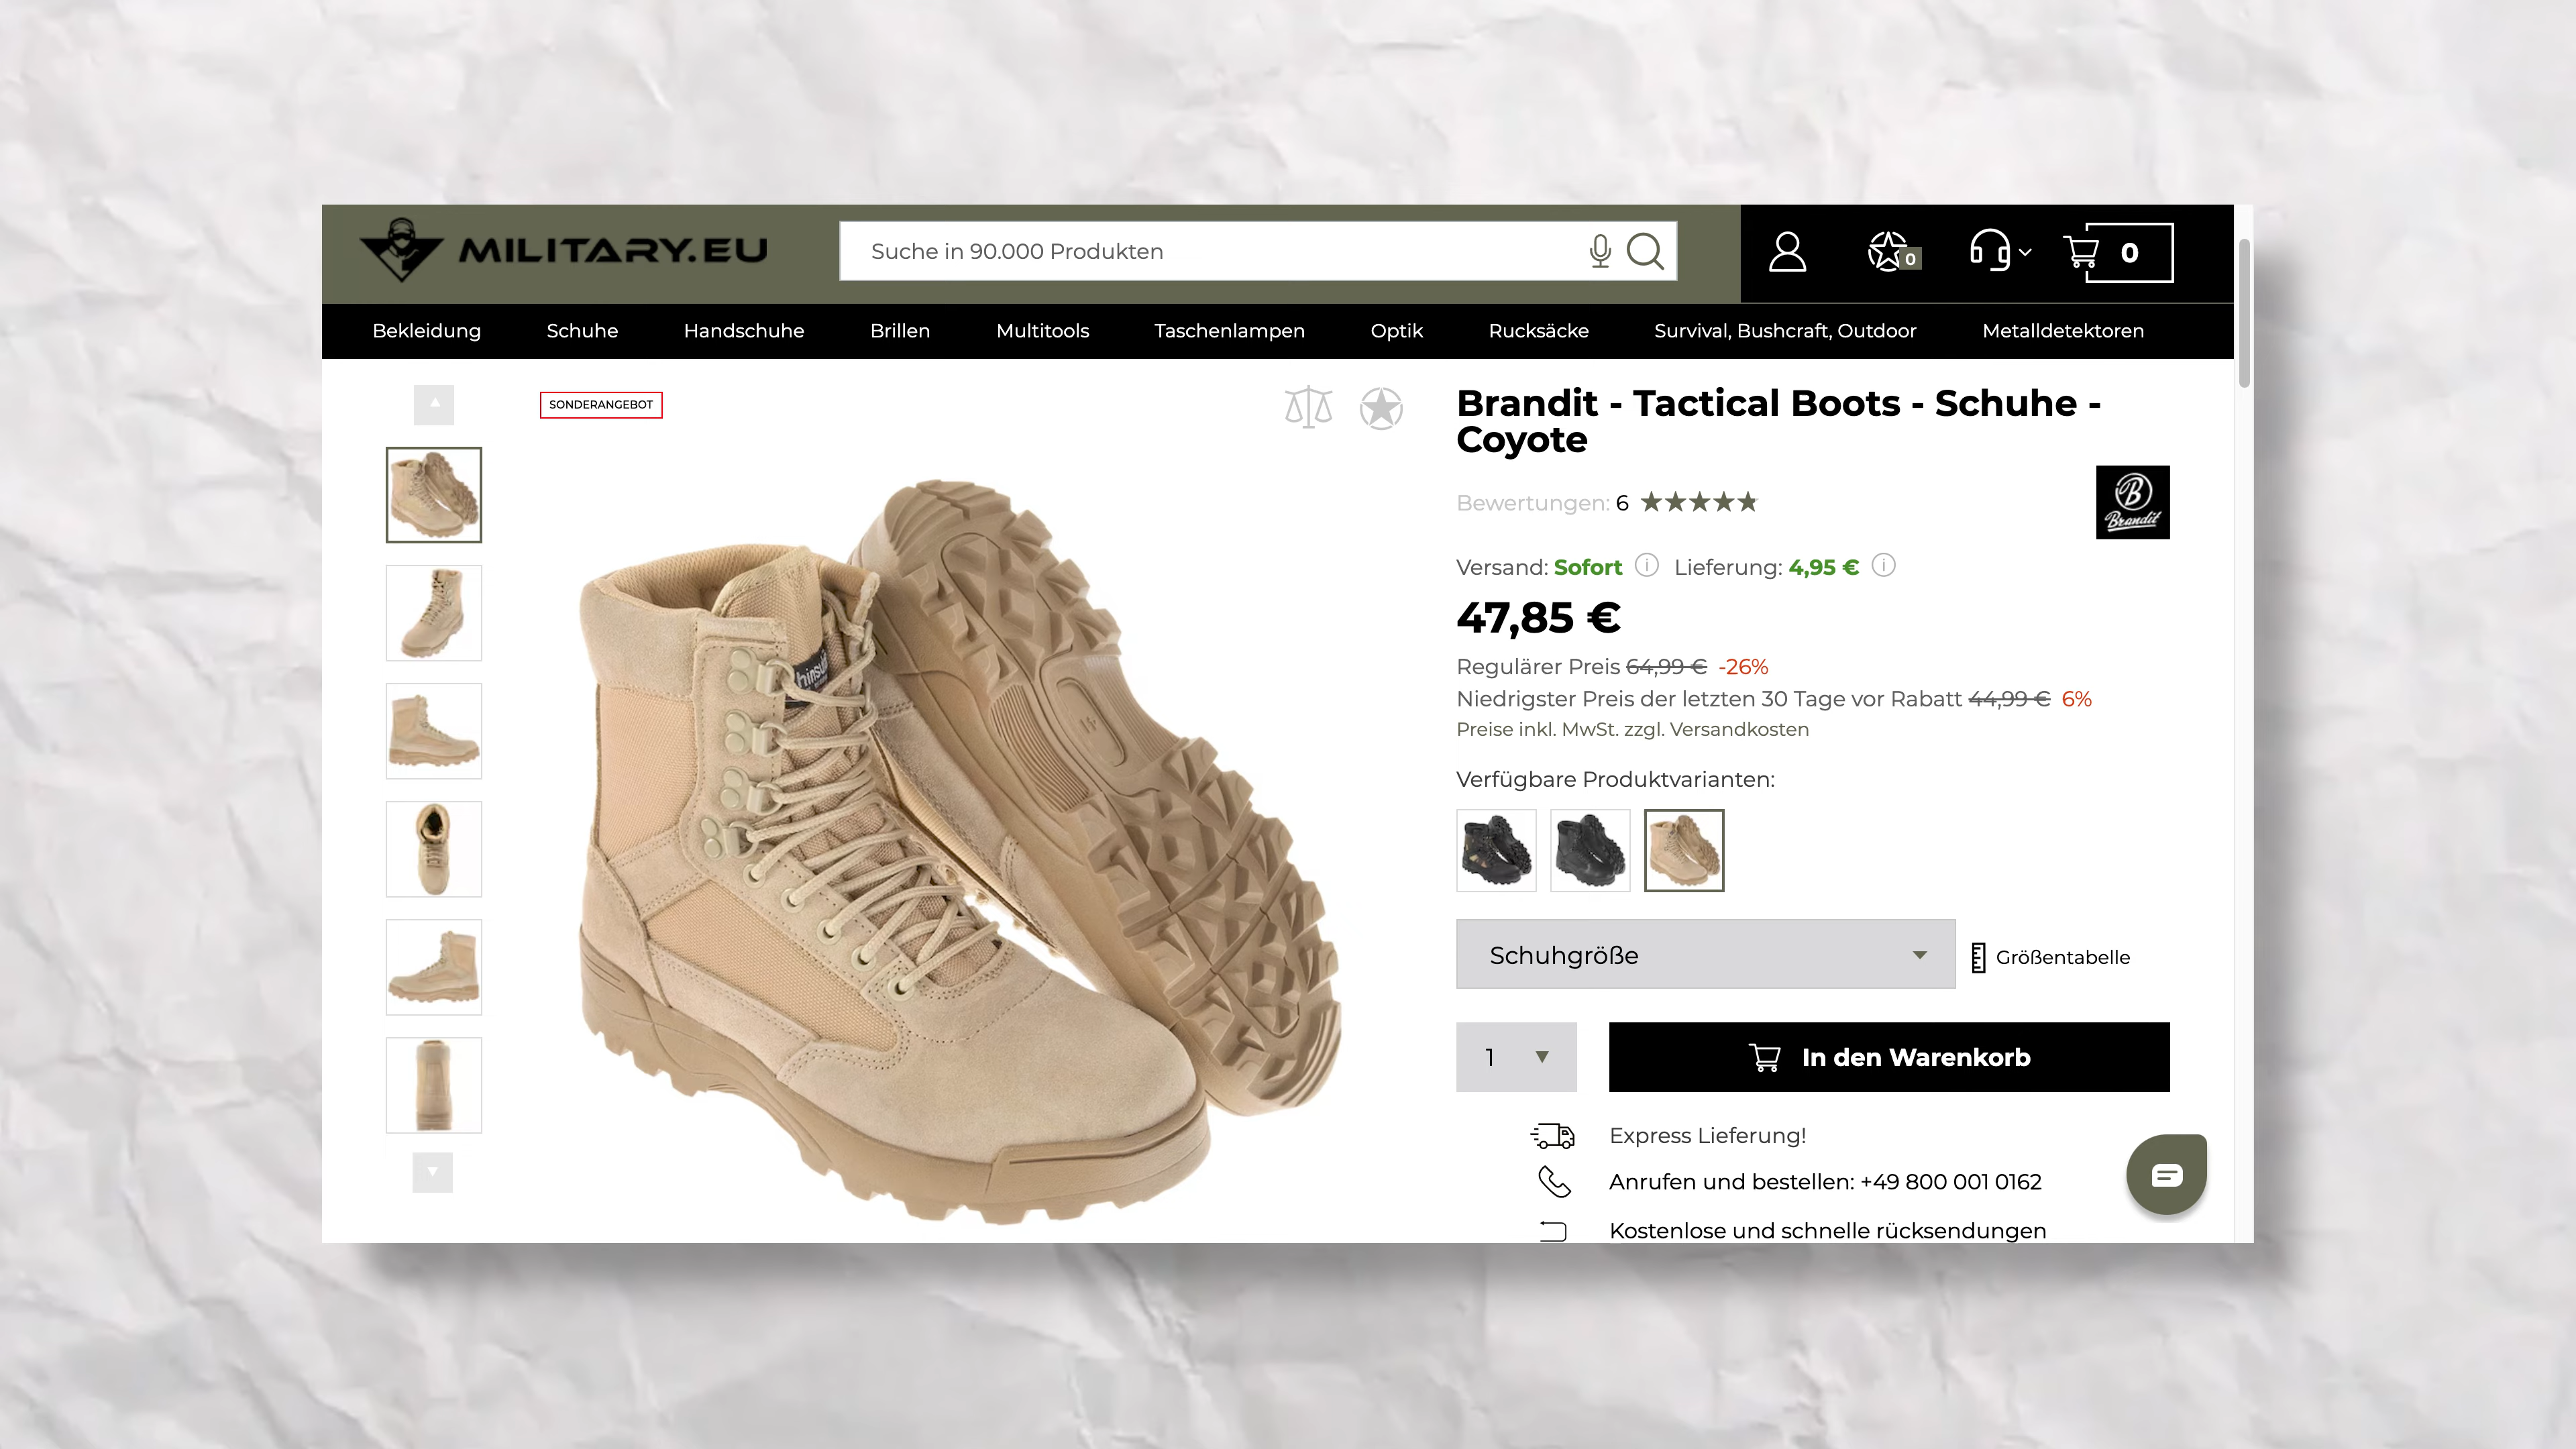 MILITARY.EU
Suche in 90.000 Produkten
0
0
Bekleidung Schuhe Handschuhe Brillen Multitools Taschenlampen Optik Rucksäcke Survival, Bushcraft, Outdoor Metalldetektoren
SONDERANGEBOT
Brandit - Tactical Boots - Schuhe -
Coyote
Bewertungen: 6
B
Brandit
Versand: Sofort Lieferung: 4,95 €
47,85 €
Regulärer Preis 64,99 € -26%
Niedrigster Preis der letzten 30 Tage vor Rabatt 44,99 € 6%
Preise inkl. MwSt. zzgl. Versandkosten
Verfügbare Produktvarianten:
Schuhgröße
Größentabelle
1
In den Warenkorb
Express Lieferung!
Anrufen und bestellen: +49 800 001 0162
Kostenlose und schnelle rücksendungen